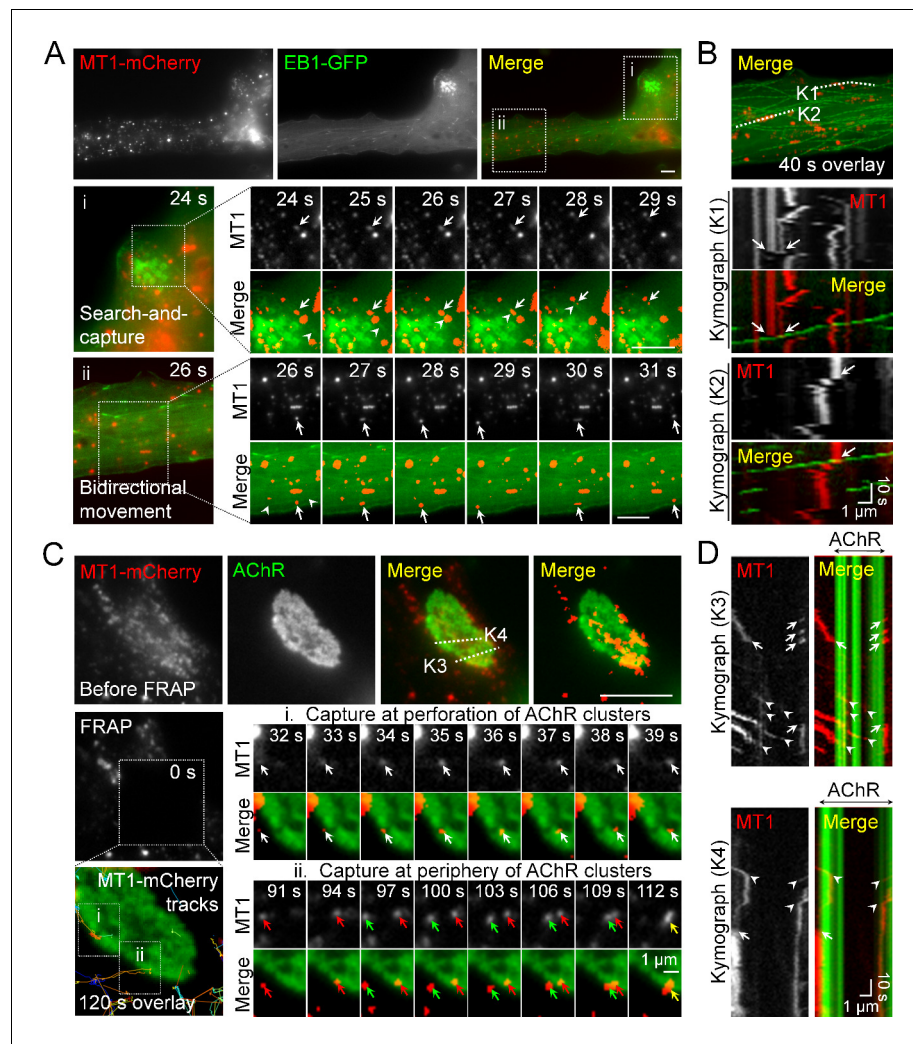 A
MT1-mCherry
EB1-GFP
Merge
i
ii
i
24 s
Search-and-
capture
MT1
24 s 25 s 26 s 27 s 28 s 29 s
Merge
ii
26 s
Bidirectional
movement
MT1
26 s 27 s 28 s 29 s 30 s 31 s
Merge
B
Merge
K1
K2
40 s overlay
Kymograph (K1)
MT1
Merge
Kymograph (K2)
MT1
Merge
10 s
1 µm
C
MT1-mCherry
Before FRAP
AChR
Merge
K4
K3
Merge
FRAP
0 s
MT1-mCherry
tracks
i
ii
120 s overlay
i. Capture at perforation of AChR clusters
MT1
32 s 33 s 34 s 35 s 36 s 37 s 38 s 39 s
Merge
ii. Capture at periphery of AChR clusters
MT1
91 s 94 s 97 s 100 s 103 s 106 s 109 s 112 s
Merge
1 µm
D
AChR
Kymograph (K3)
MT1
Merge
AChR
Kymograph (K4)
MT1
Merge
10 s
1 µm